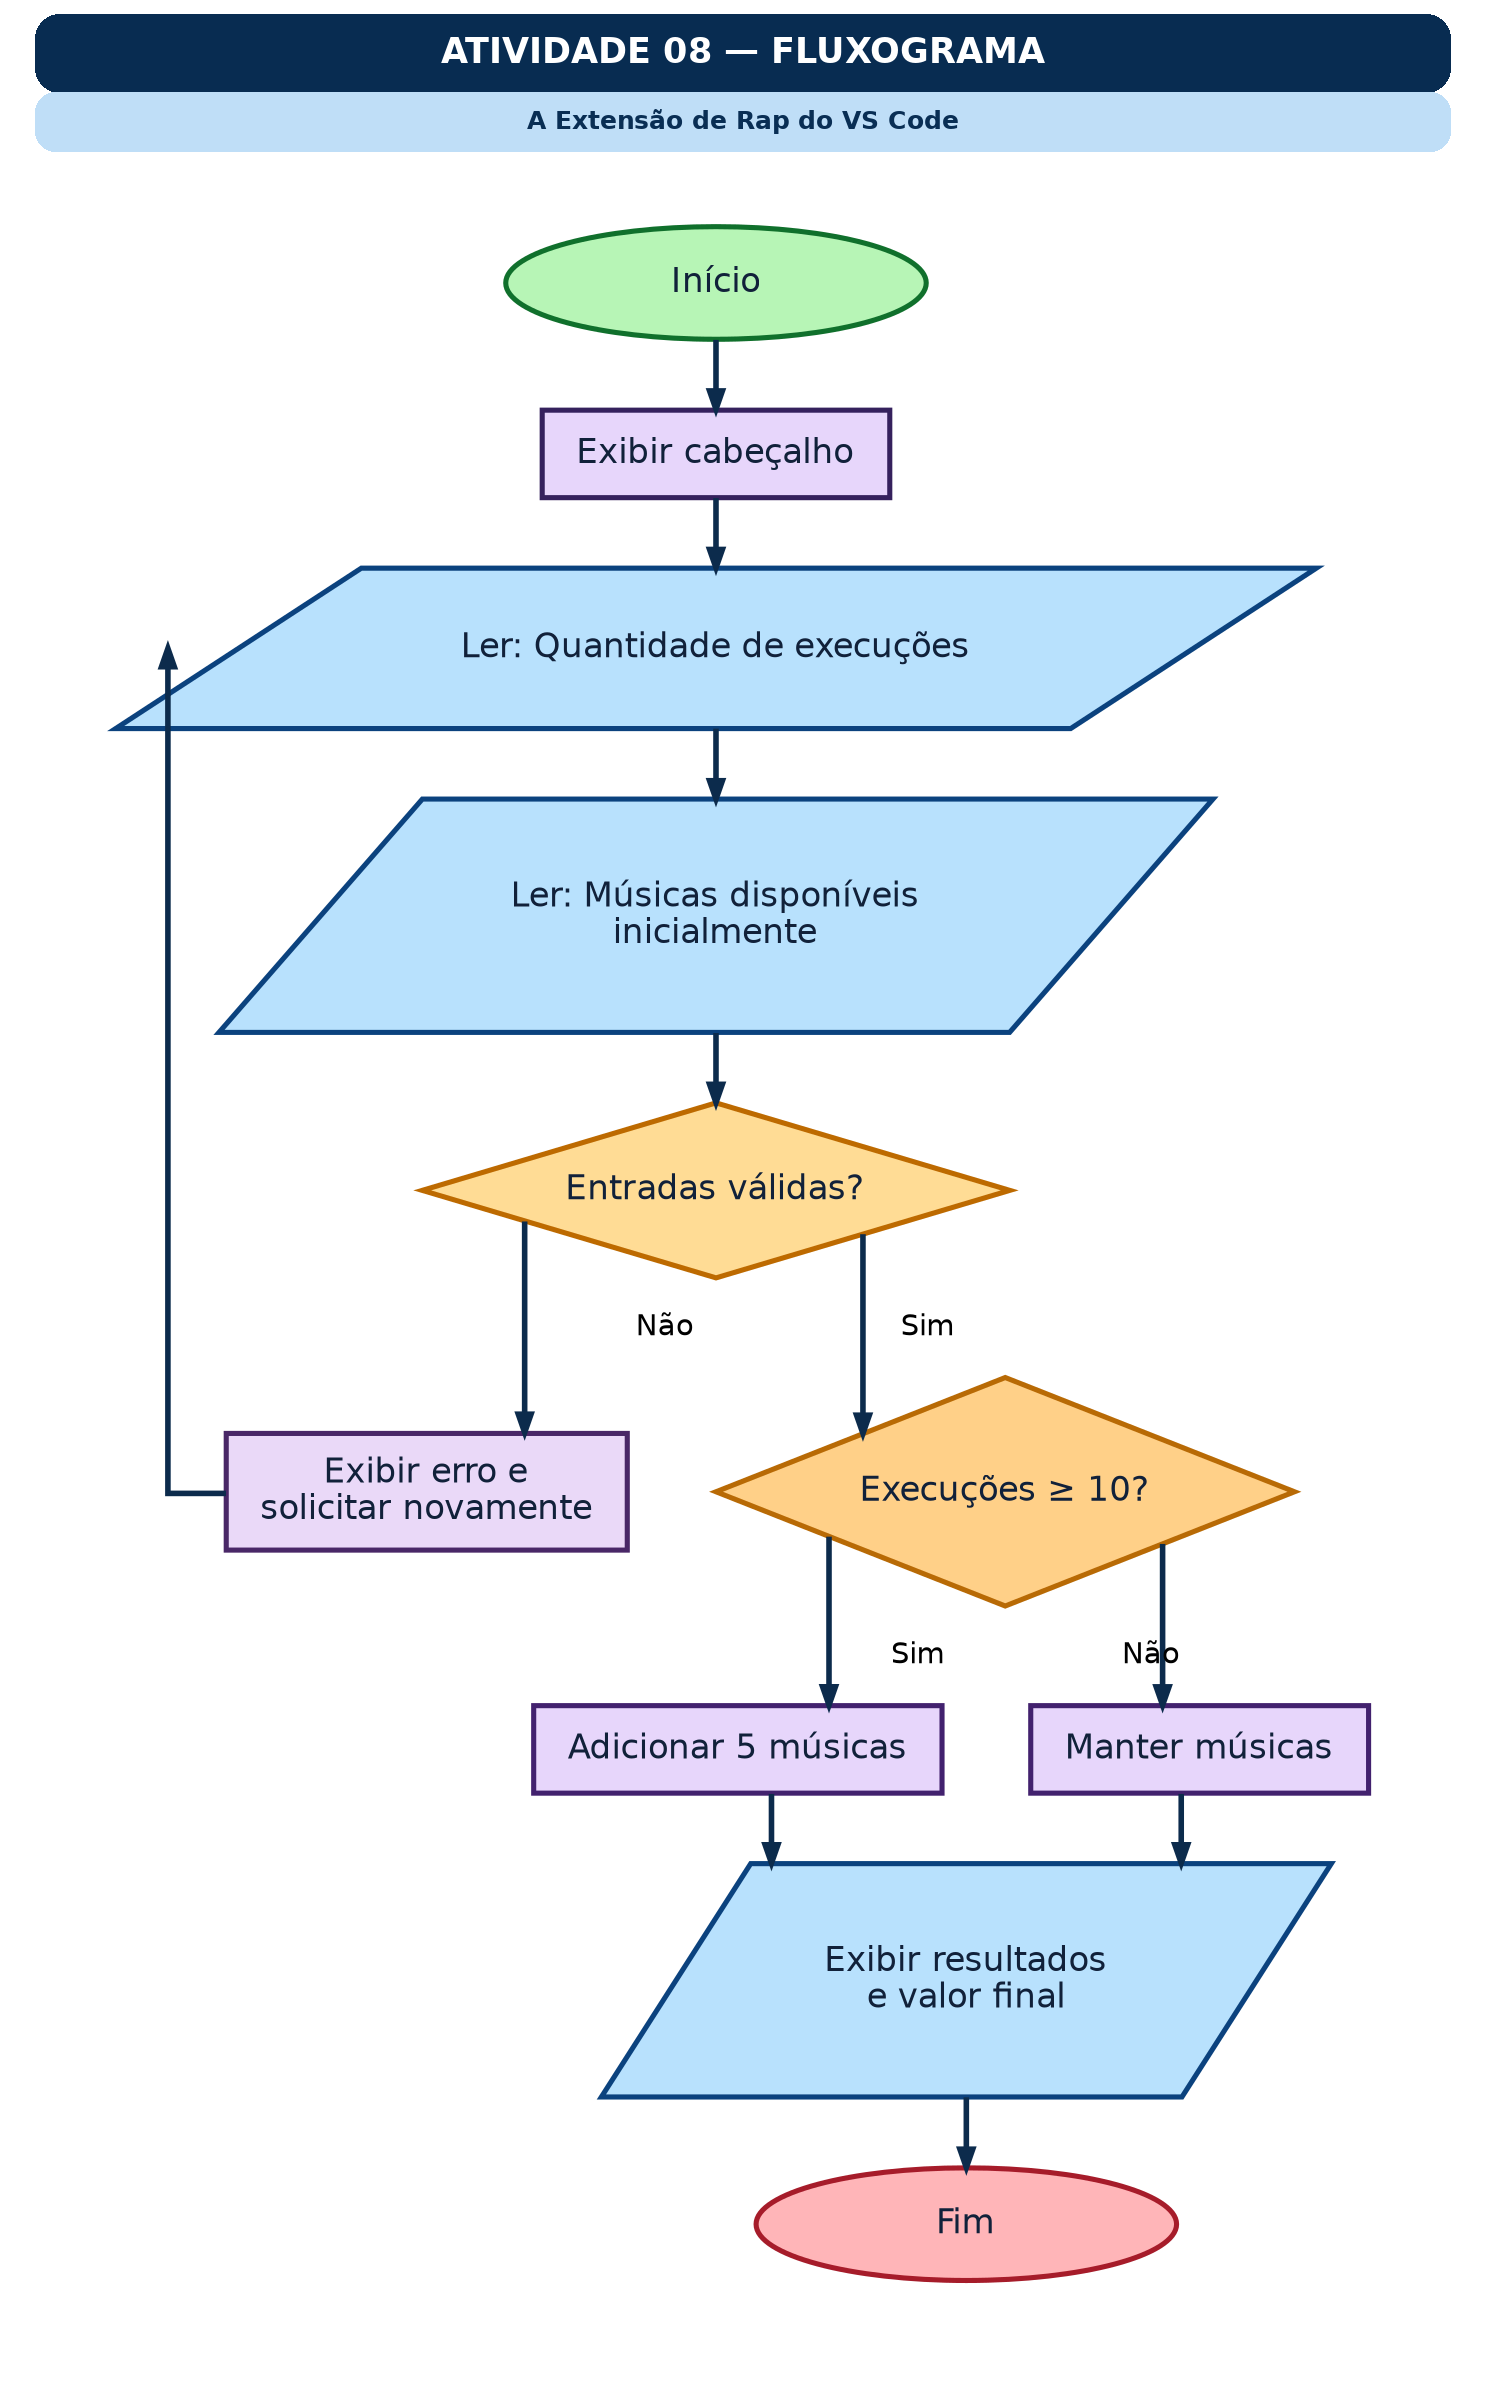 ATIVIDADE 08 — FLUXOGRAMA
A Extensão de Rap do VS Code
Início
Exibir cabeçalho
Ler: Quantidade de execuções
Ler: Músicas disponíveis
inicialmente
Entradas válidas?
Não
Sim
Exibir erro e
solicitar novamente
Execuções ≥ 10?
Sim
Não
Adicionar 5 músicas
Manter músicas
Exibir resultados
e valor final
Fim